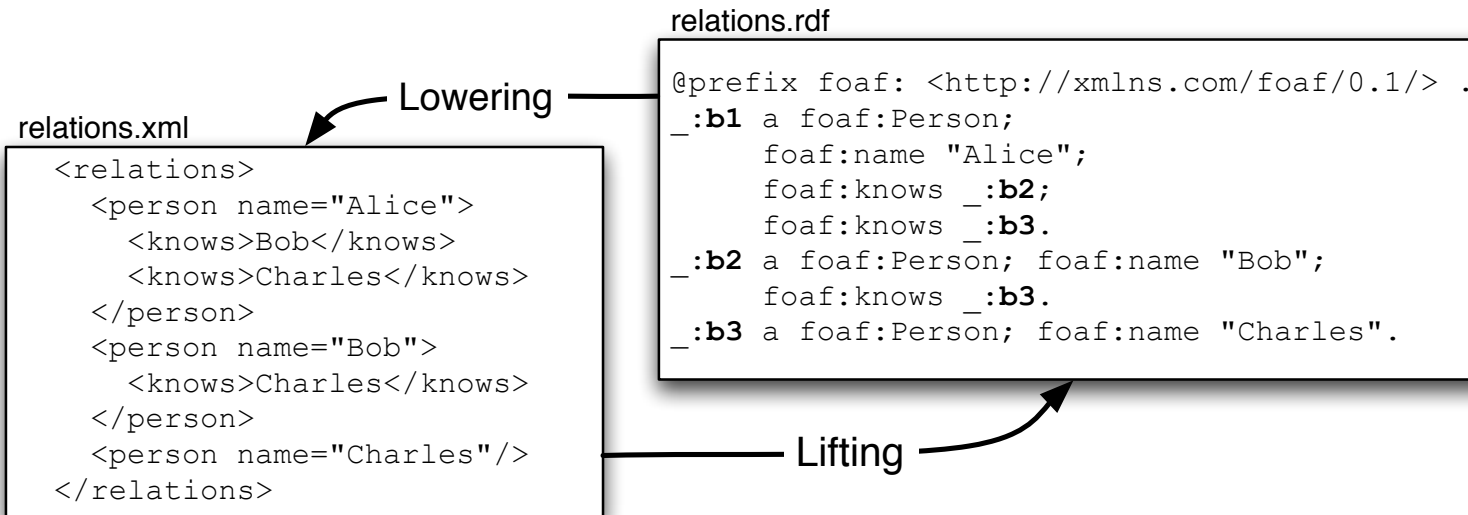 relations.rdf
@prefix foaf: <http://xmlns.com/foaf/0.1/> .
_:b1 a foaf:Person;
foaf:name "Alice";
foaf:knows _:b2;
foaf:knows _:b3.
_:b2 a foaf:Person; foaf:name "Bob";
foaf:knows _:b3.
_:b3 a foaf:Person; foaf:name "Charles".
Lowering
relations.xml
<relations>
<person name="Alice">
<knows>Bob</knows>
<knows>Charles</knows>
</person>
<person name="Bob">
<knows>Charles</knows>
</person>
<person name="Charles"/>
</relations>
Lifting